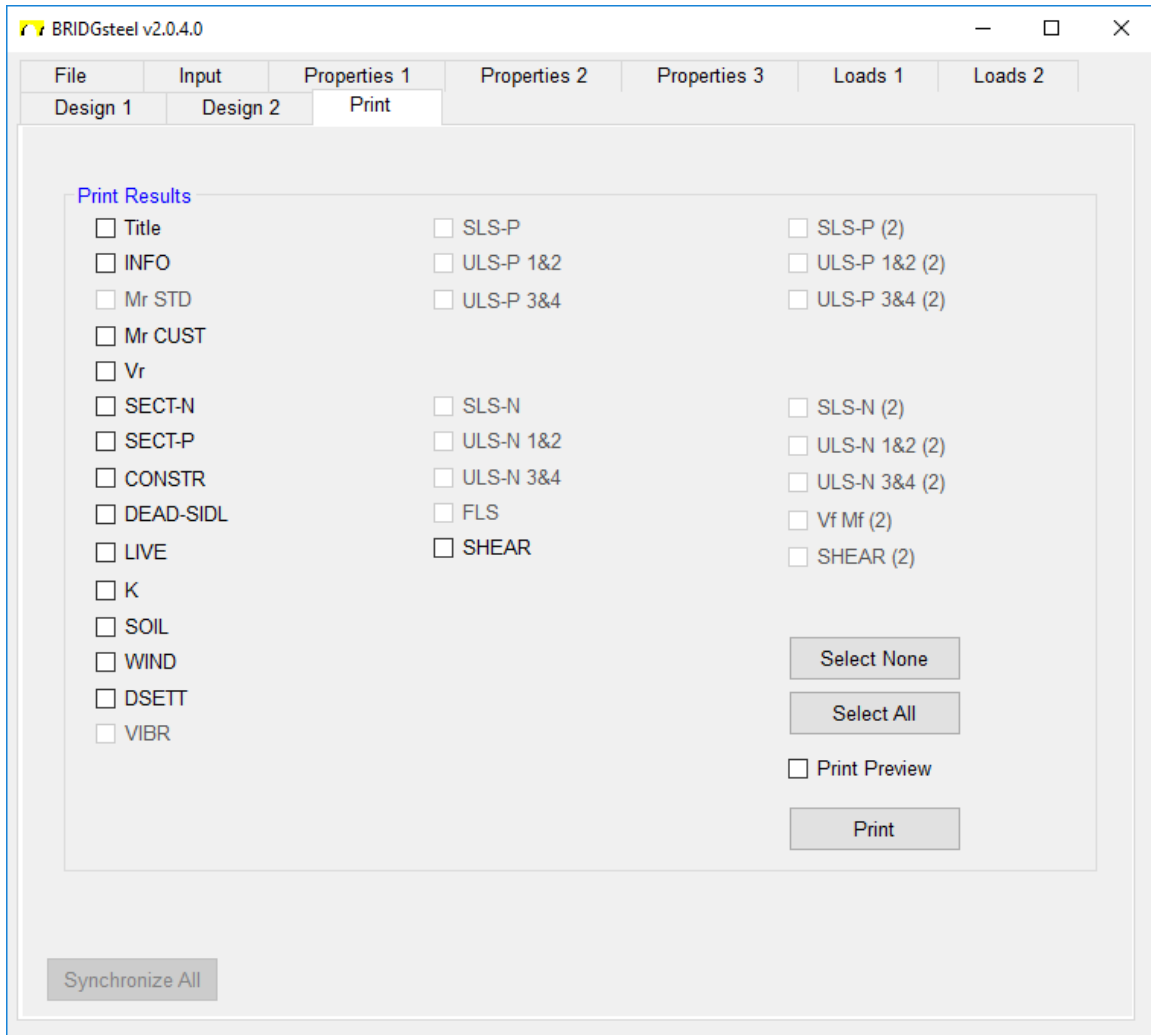 BRIDGsteel v2.0.4.0
File Input Properties 1 Properties 2 Properties 3 Loads 1 Loads 2
Design 1 Design 2 Print
Print Results
Title SLS-P SLS-P (2)
INFO ULS-P 1&2 ULS-P 1&2 (2)
Mr STD ULS-P 3&4 ULS-P 3&4 (2)
Mr CUST
Vr
SECT-N SLS-N SLS-N (2)
SECT-P ULS-N 1&2 ULS-N 1&2 (2)
CONSTR ULS-N 3&4 ULS-N 3&4 (2)
DEAD-SIDL FLS Vf Mf (2)
LIVE SHEAR SHEAR (2)
K
SOIL
WIND Select None
DSETT Select All
VIBR
Print Preview
Print
Synchronize All